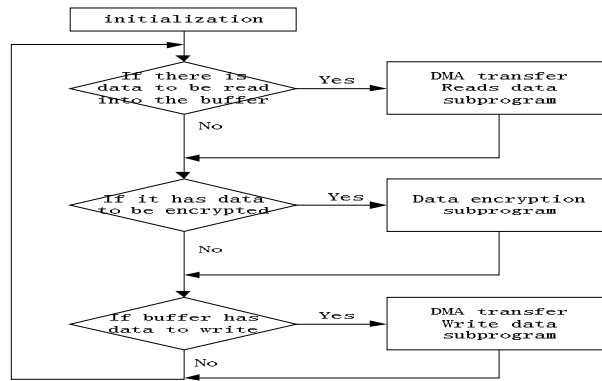 initialization
If there is
data to be read
into the buffer
Yes
DMA transfer
Reads data
subprogram
No
If it has data
to be encrypted
Yes
Data encryption
subprogram
No
If buffer has
data to write
Yes
DMA transfer
Write data
subprogram
No